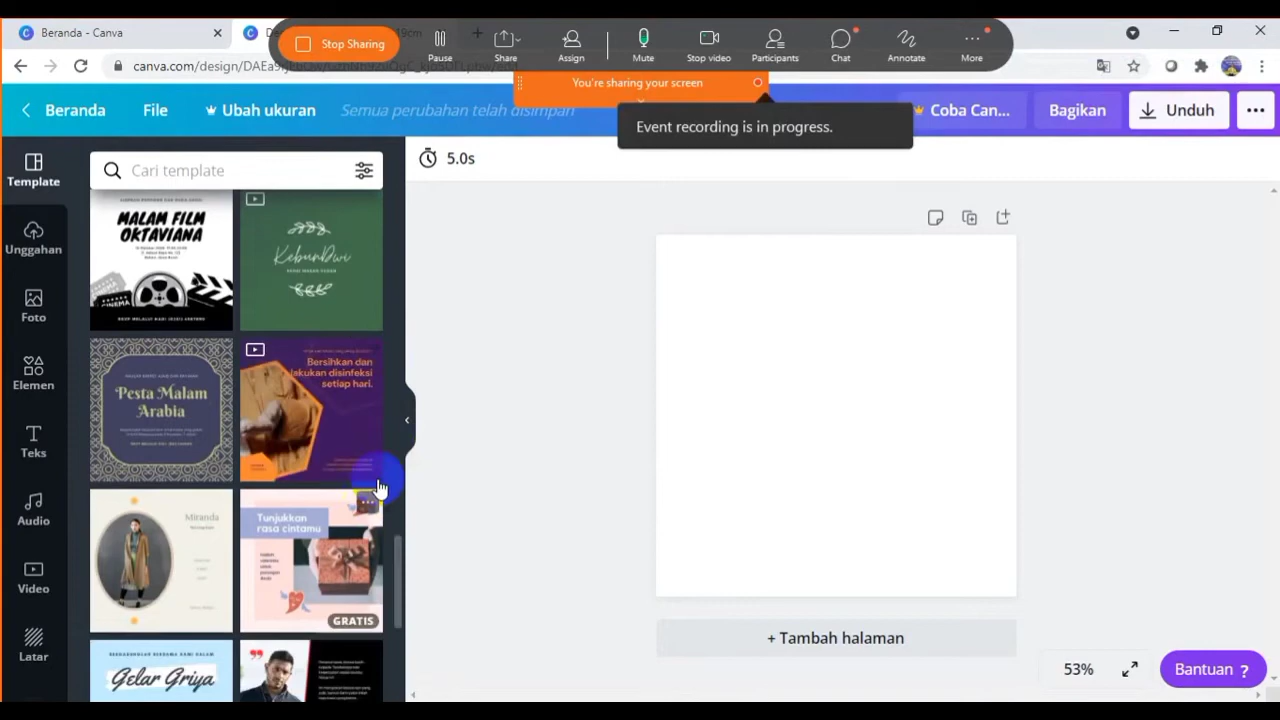 Beranda - Canva
Stop Sharing
Pause
Share
Assign
Mute
Stop video
Participants
Chat
Annotate
More
You're sharing your screen
Event recording is in progress.
Beranda
File
Ubah ukuran
Semua perubahan telah disimpan
Coba Can...
Bagikan
Unduh
5.0s
Template
Unggahan
Foto
Elemen
Teks
Audio
Video
Latar
Cari template
MALAM FILM
OKTAVIANA
CINEMA
KebunDwi
Bersihkan dan
lakukan disinfeksi
setiap hari.
Pesta Malam
Arabia
Miranda
Tunjukkan
rasa cintamu
GRATIS
Gelar Griya
+ Tambah halaman
53%
Bantuan ?